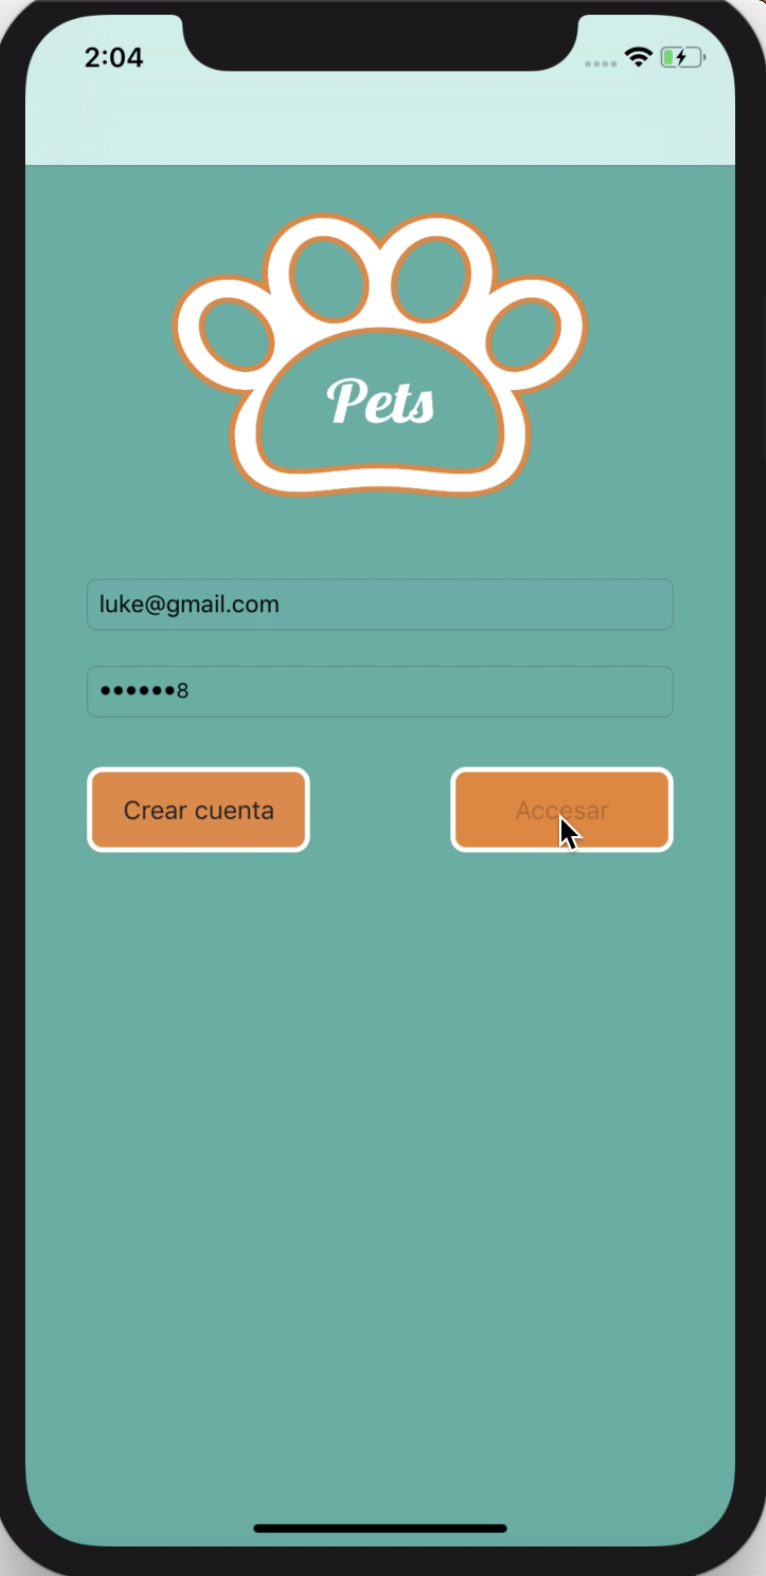 2:04
Pets
luke@gmail.com
••••••8
Crear cuenta
Accesar